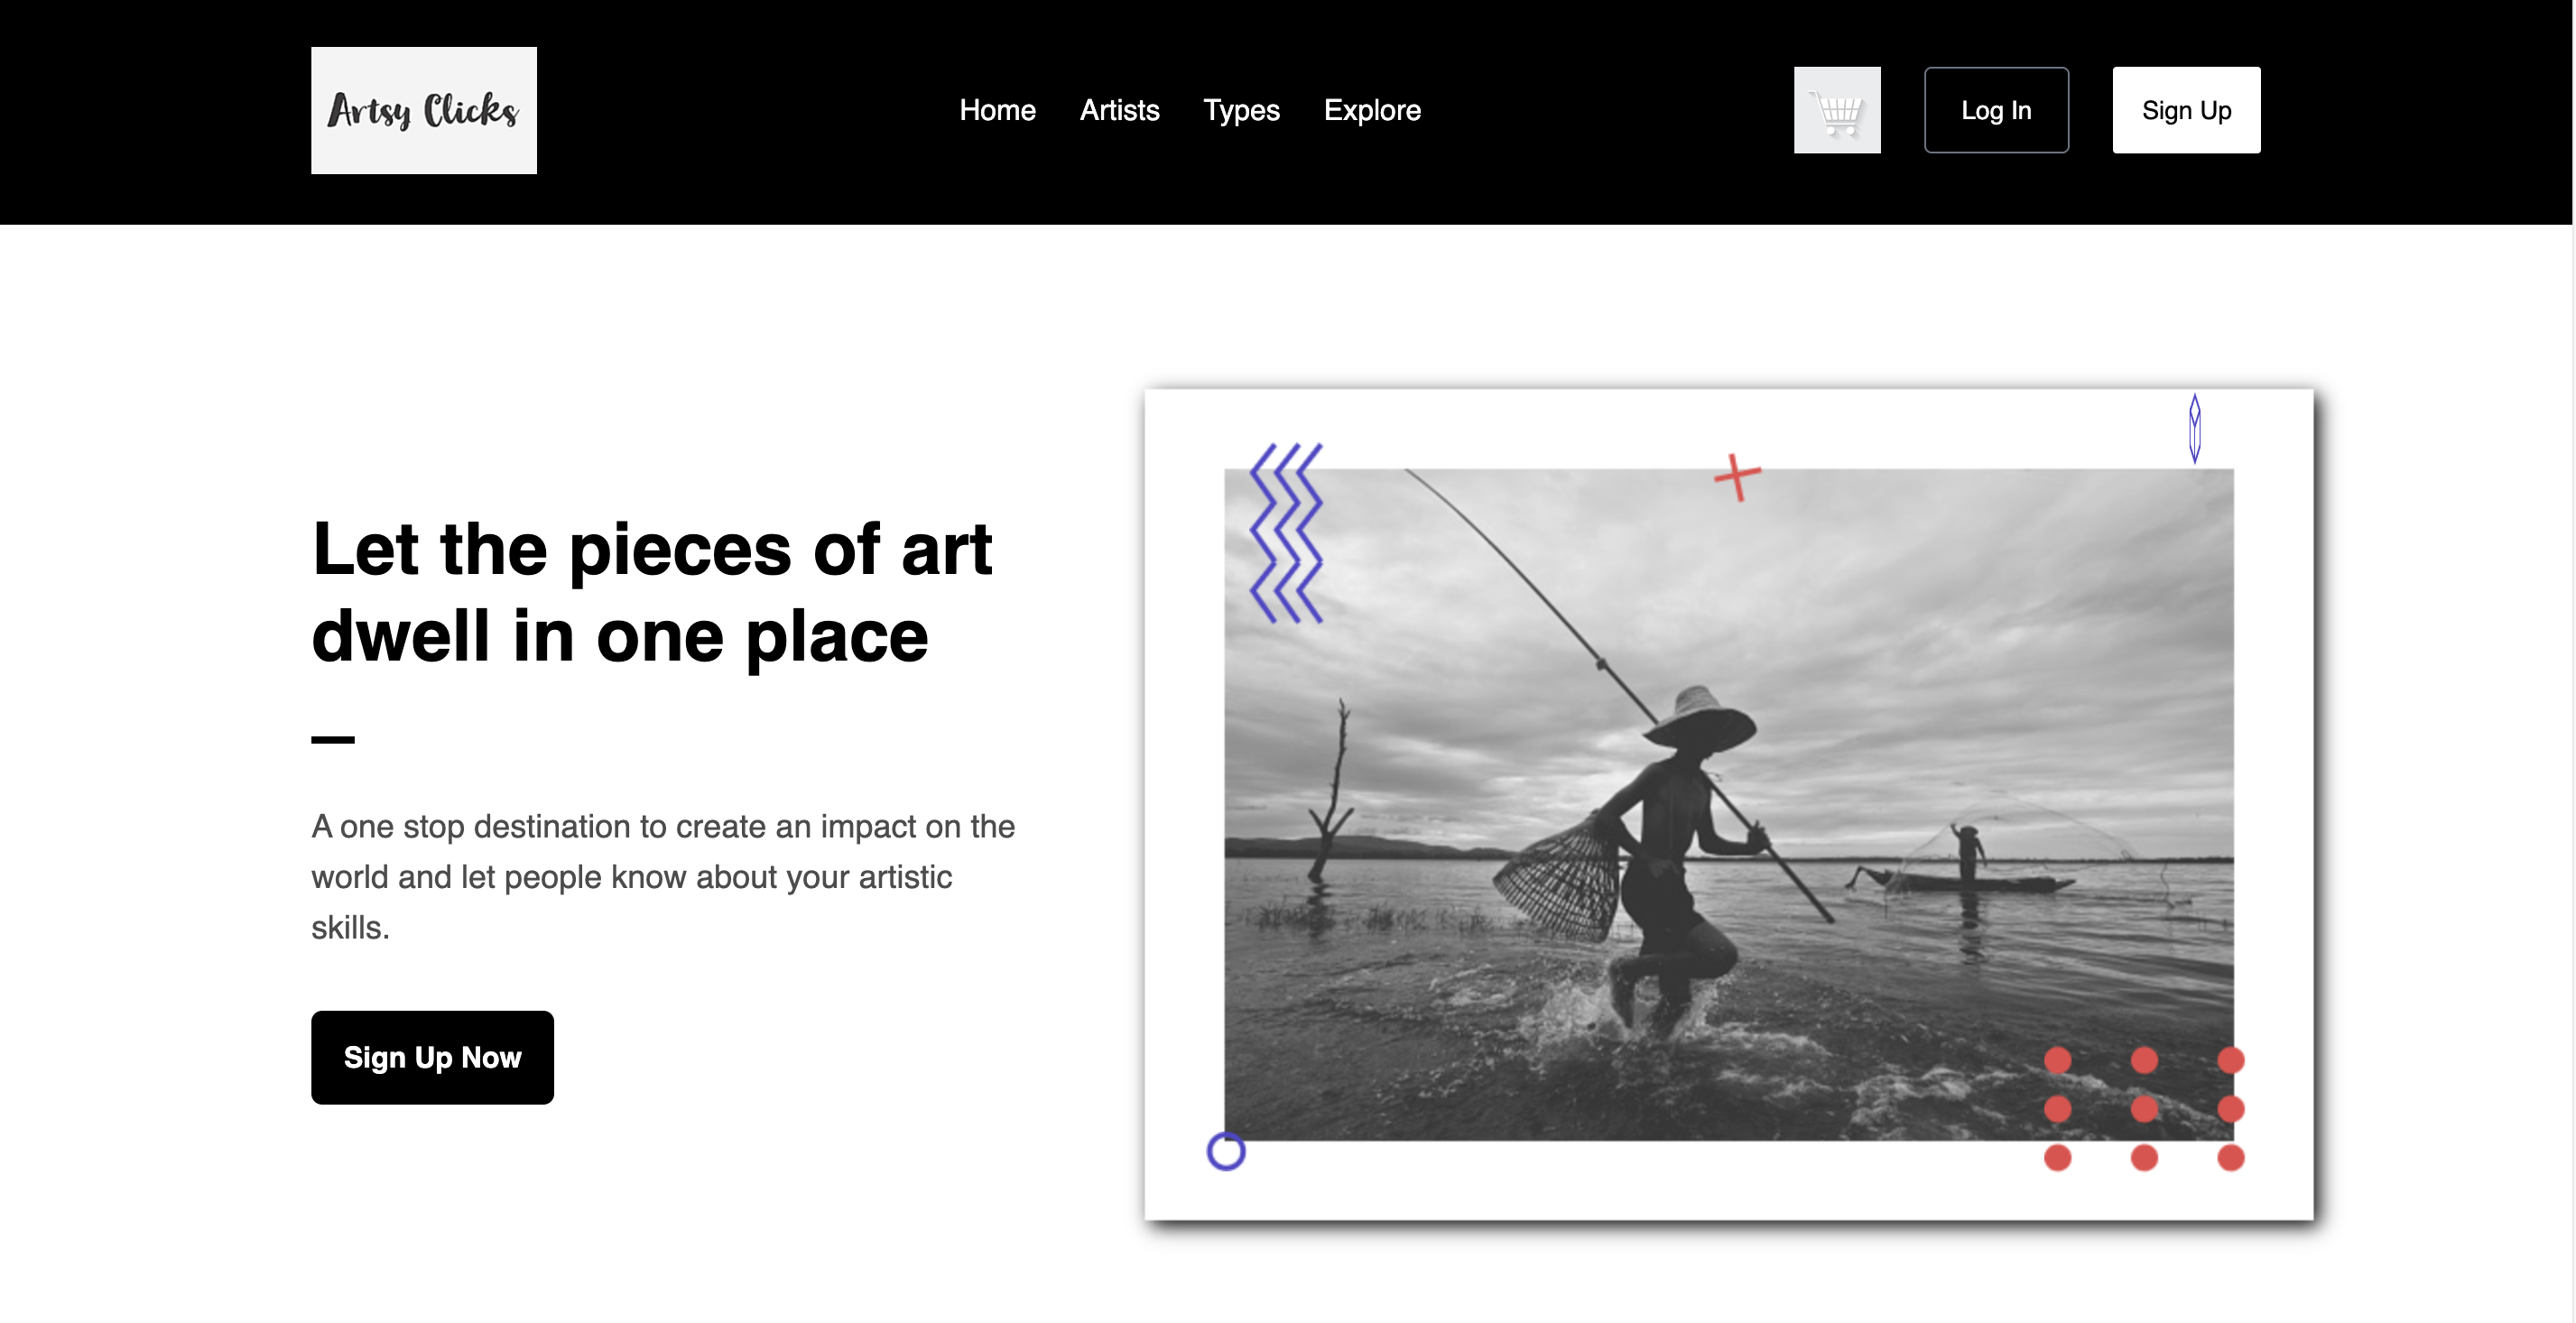 Artsy Clicks
Home Artists Types Explore
Log In
Sign Up
Let the pieces of art
dwell in one place
A one stop destination to create an impact on the
world and let people know about your artistic
skills.
Sign Up Now